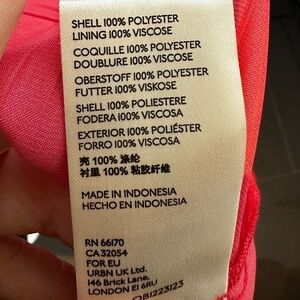 SHELL 100% POLYESTER
LINING 100% VISCOSE
COQUILLE 100% POLYESTER
DOUBLURE 100% VISCOSE
OBERSTOFF 100% POLYESTER
FUTTER 100% VISKOSE
SHELL 100% POLIESTERE
FODERA 100% VISCOSA
EXTERIOR 100% POLIÉSTER
FORRO 100% VISCOSA
壳 100% 涤纶
衬里 100% 粘胶纤维
MADE IN INDONESIA
HECHO EN INDONESIA
RN 66170
CA 32054
FOR EU
URBN UK Ltd.
146 Brick Lane,
LONDON E1 6RU